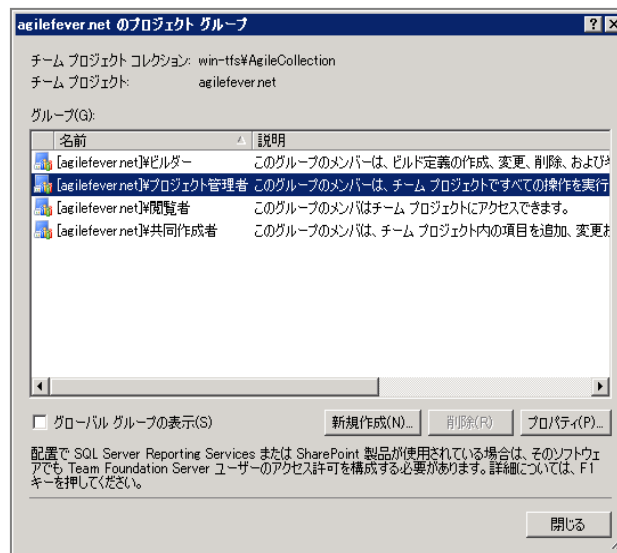 agilefever.net のプロジェクト グループ
チーム プロジェクト コレクション: win-tfs¥AgileCollection
チーム プロジェクト: agilefever.net
グループ(G):
名前 説明
[agilefever.net]¥ビルダー このグループのメンバーは、ビルド定義の作成、変更、削除、および
[agilefever.net]¥プロジェクト管理者 このグループのメンバーは、チーム プロジェクトですべての操作を実行
[agilefever.net]¥閲覧者 このグループのメンバはチーム プロジェクトにアクセスできます。
[agilefever.net]¥共同作成者 このグループのメンバは、チーム プロジェクト内の項目を追加、変更
グローバル グループの表示(S) 新規作成(N)... 削除(R) プロパティ(P)...
配置で SQL Server Reporting Services または SharePoint 製品が使用されている場合は、そのソフトウェ
アでも Team Foundation Server ユーザーのアクセス許可を構成する必要があります。詳細については、F1
キーを押してください。
閉じる